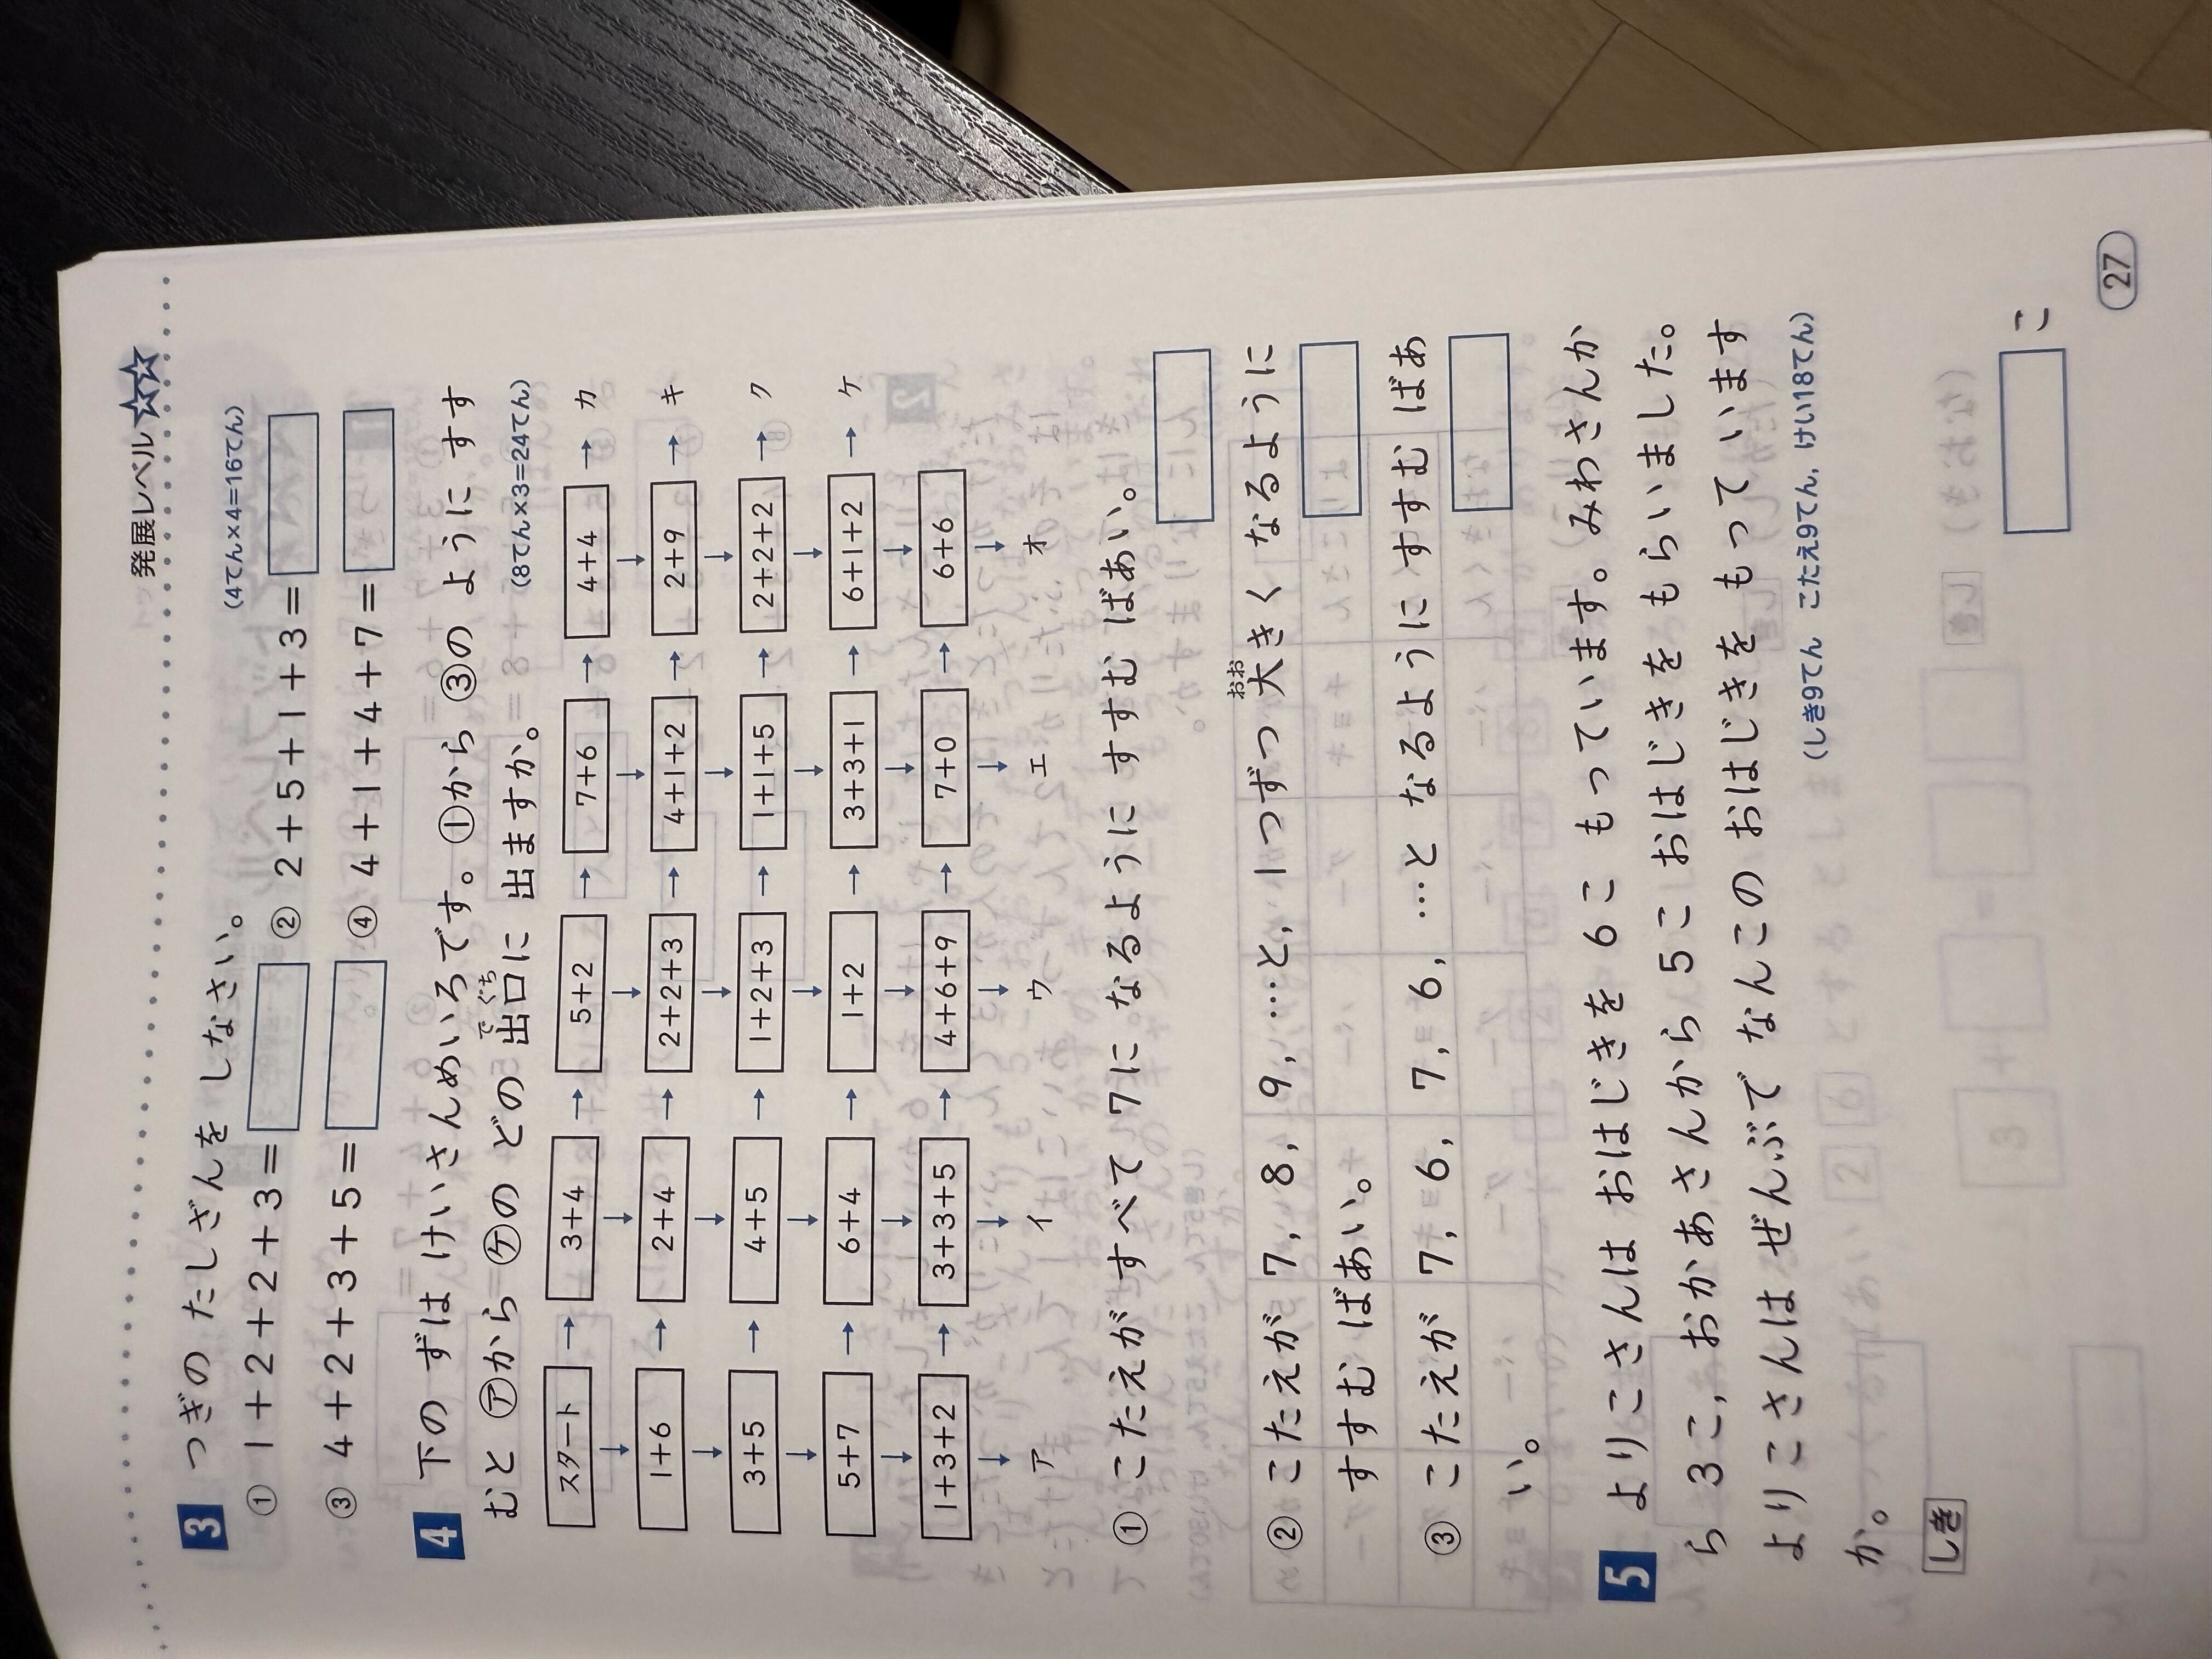 発展レベル
3 つぎの たしざんを しなさい。
(4てん×4=16てん)
① 1+2+2+3=
② 2+5+1+3=
③ 4+2+3+5=
④ 4+1+4+7=
4 下の ずは けいさんめいろです。①から ③の ように すす
むと ㋐から ㋘の どの 出口に 出ますか。
でぐち
(8てん×3=24てん)
スタート → 3+4 → 5+2 → 7+6 → 4+4 → カ
↓ ↓ ↓ ↓ ↓
1+6 → 2+4 → 2+2+3 → 4+1+2 → 2+9 → キ
↓ ↓ ↓ ↓ ↓
3+5 → 4+5 → 1+2+3 → 1+1+5 → 2+2+2 → ク
↓ ↓ ↓ ↓ ↓
5+7 → 6+4 → 1+2 → 3+3+1 → 6+1+2 → ケ
↓ ↓ ↓ ↓ ↓
1+3+2 → 3+3+5 → 4+6+9 → 7+0 → 6+6
↓ ↓ ↓ ↓ ↓
ア イ ウ エ オ
① こたえが すべて 7に なるように すすむ ばあい。
おお
② こたえが 7, 8, 9, …と, 1つずつ 大きく なるように
すすむ ばあい。
③ こたえが 7, 6, 7, 6, …と なるように すすむ ばあ
い。
5 よりこさんは おはじきを 6こ もっています。みわさんか
ら 3こ, おかあさんから 5こ おはじきを もらいました。
よりこさんは ぜんぶで なんこの おはじきを もって います
か。
(しき9てん こたえ9てん, けい18てん)
しき
こ
27